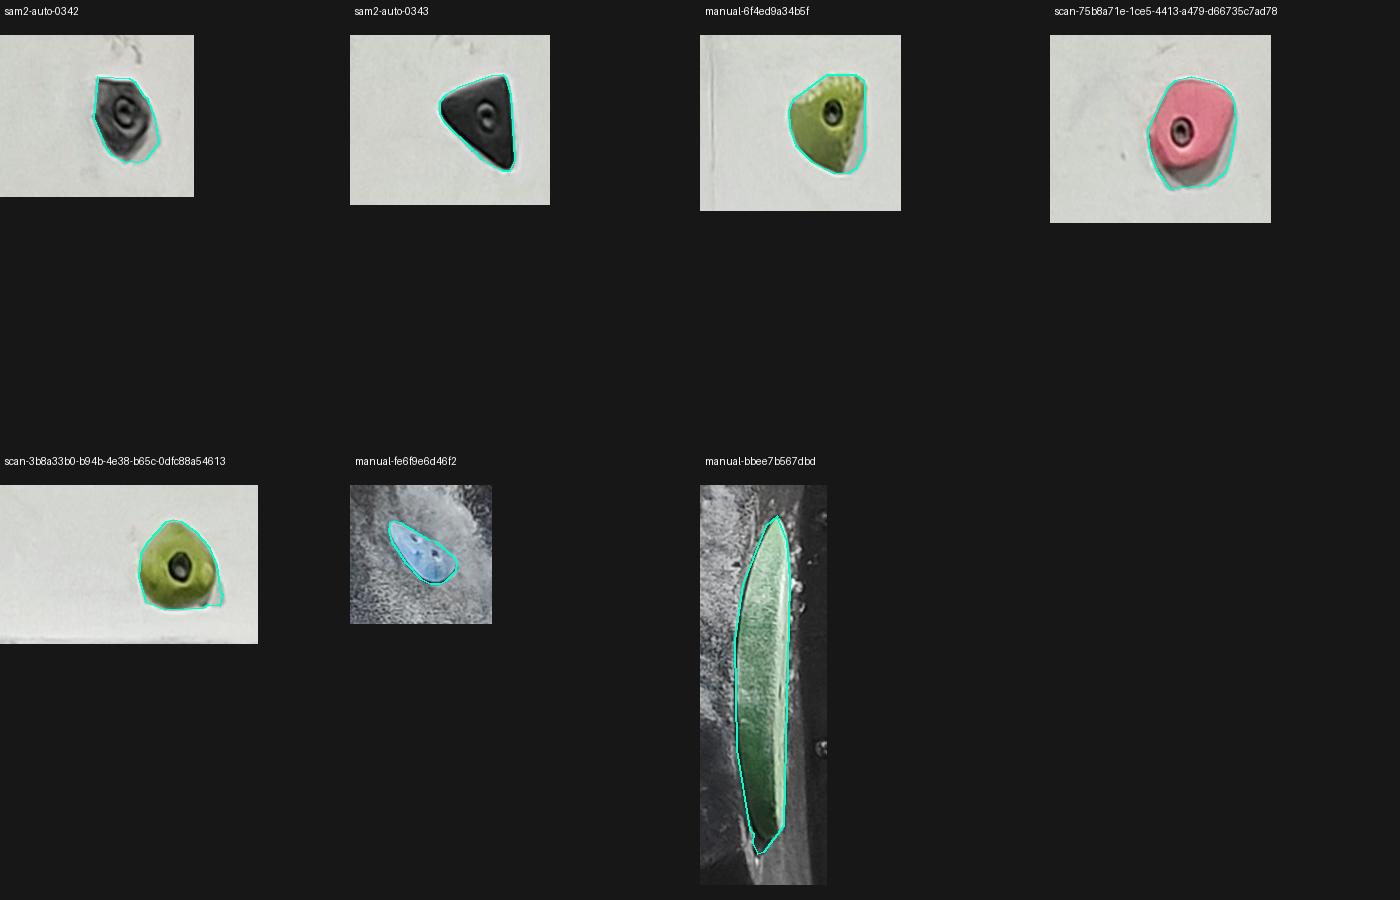 sam2-auto-0342
sam2-auto-0343
manual-6f4ed9a34b5f
scan-75b8a71e-1ce5-4413-a479-d66735c7ad78
scan-3b8a33b0-b94b-4e38-b65c-0dfc88a54613
manual-fe6f9e6d46f2
manual-bbee7b567dbd